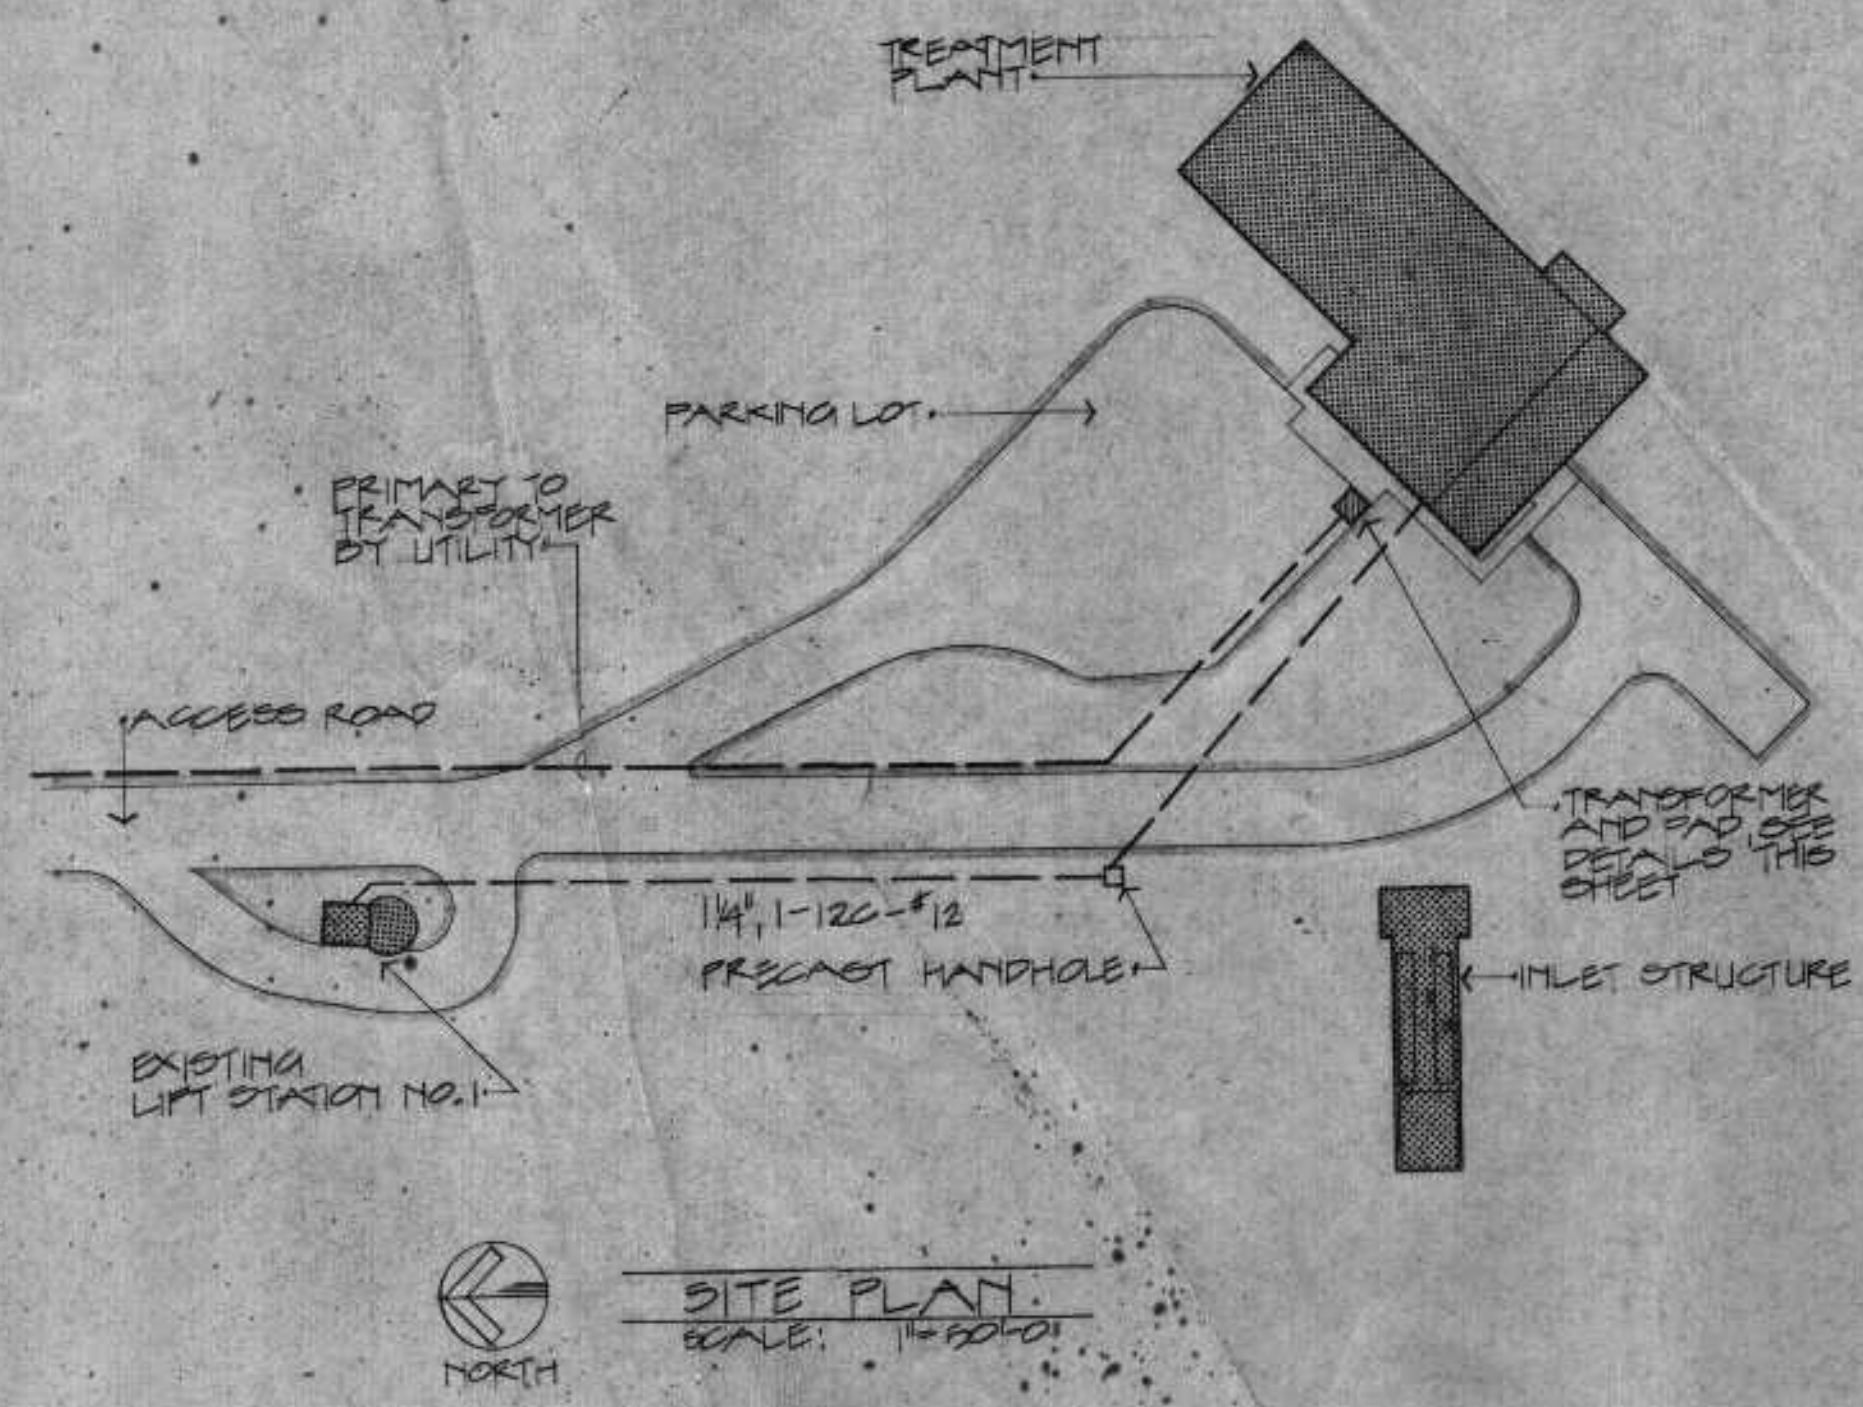 TREATMENT
PLANT
PARKING LOT
PRIMARY TO
TRANSFORMER
BY UTILITY
ACCESS ROAD
TRANSFORMER
AND PAD, SEE
DETAILS THIS
SHEET
1 1/4", 1-12C-#12
PRECAST HANDHOLE
INLET STRUCTURE
EXISTING
LIFT STATION NO. 1
NORTH
SITE PLAN
SCALE: 1"=50'-0"